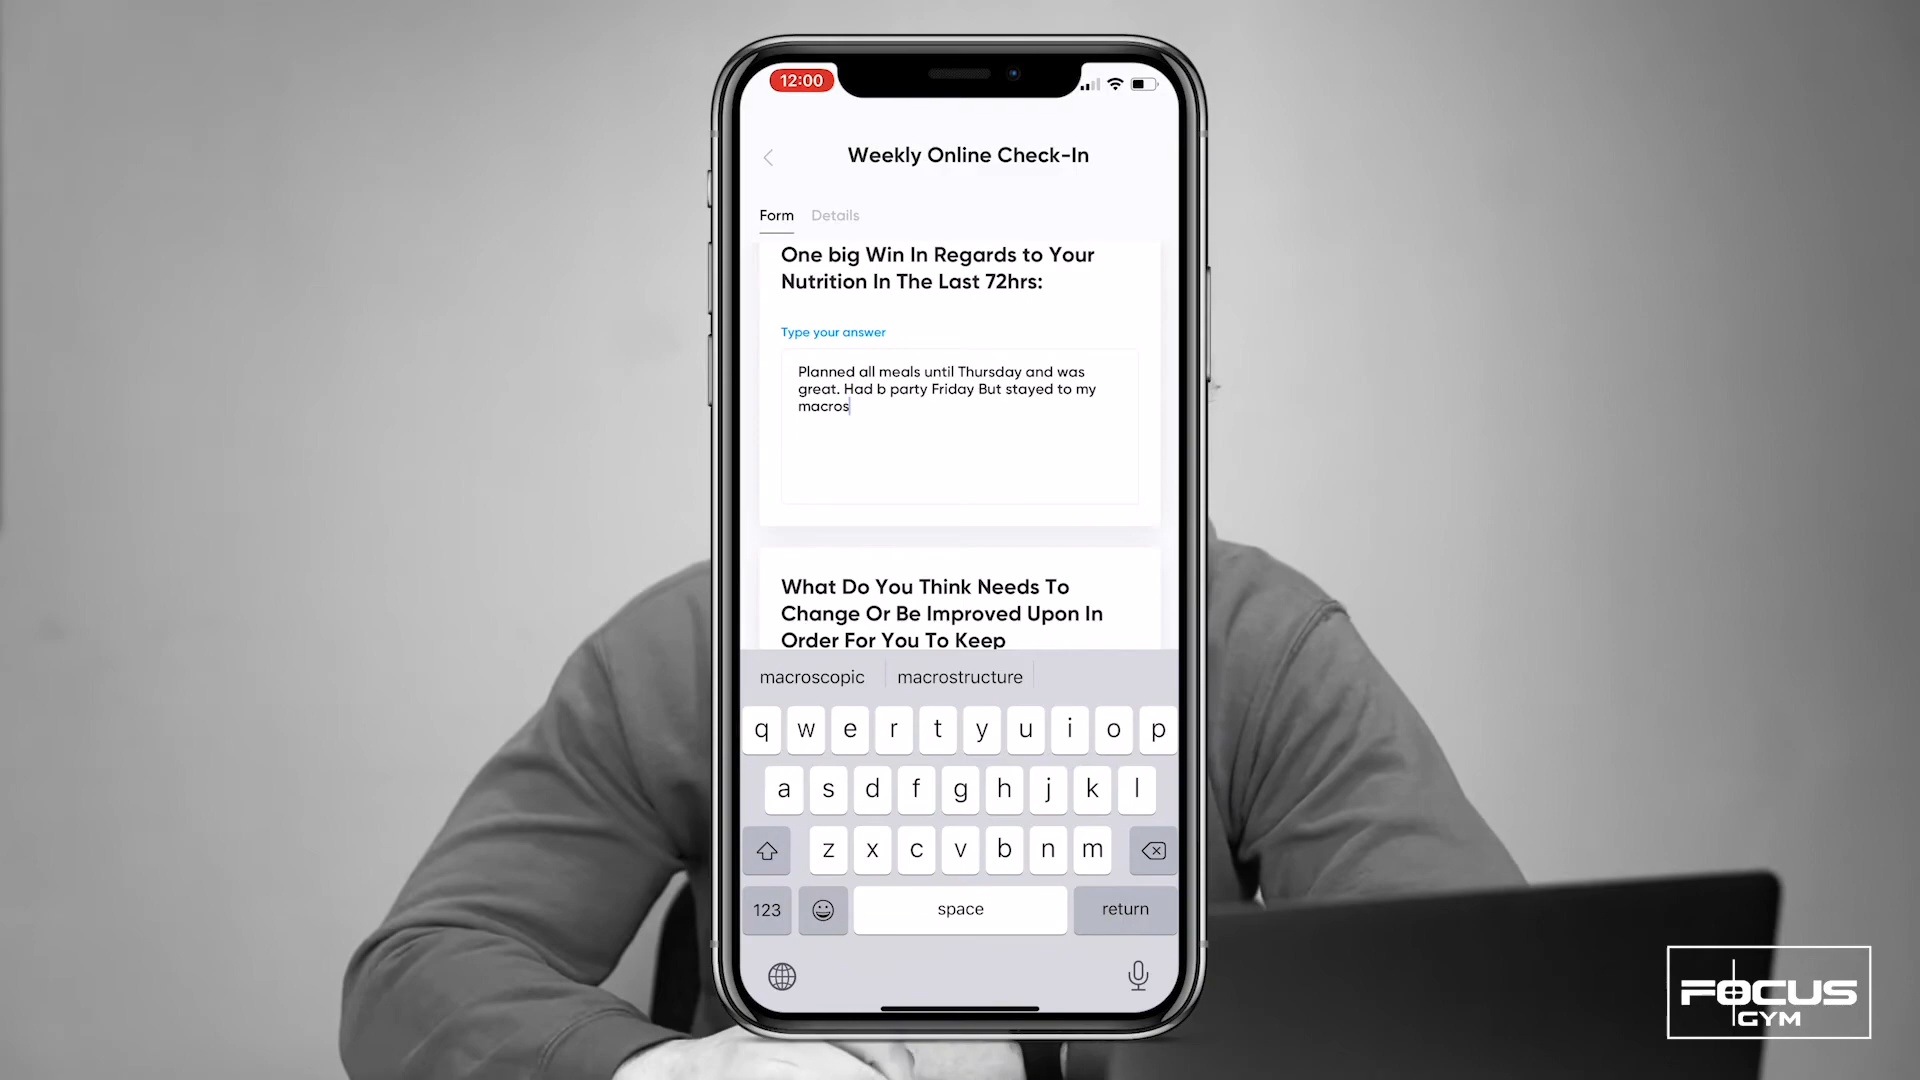 12:00
Weekly Online Check-In
Form Details
One big Win In Regards to Your
Nutrition In The Last 72hrs:
Type your answer
Planned all meals until Thursday and was
great. Had b party Friday But stayed to my
macros
What Do You Think Needs To
Change Or Be Improved Upon In
Order For You To Keep
macroscopic macrostructure
q w e r t y u i o p
a s d f g h j k l
z x c v b n m
123 space return
FOCUS
GYM